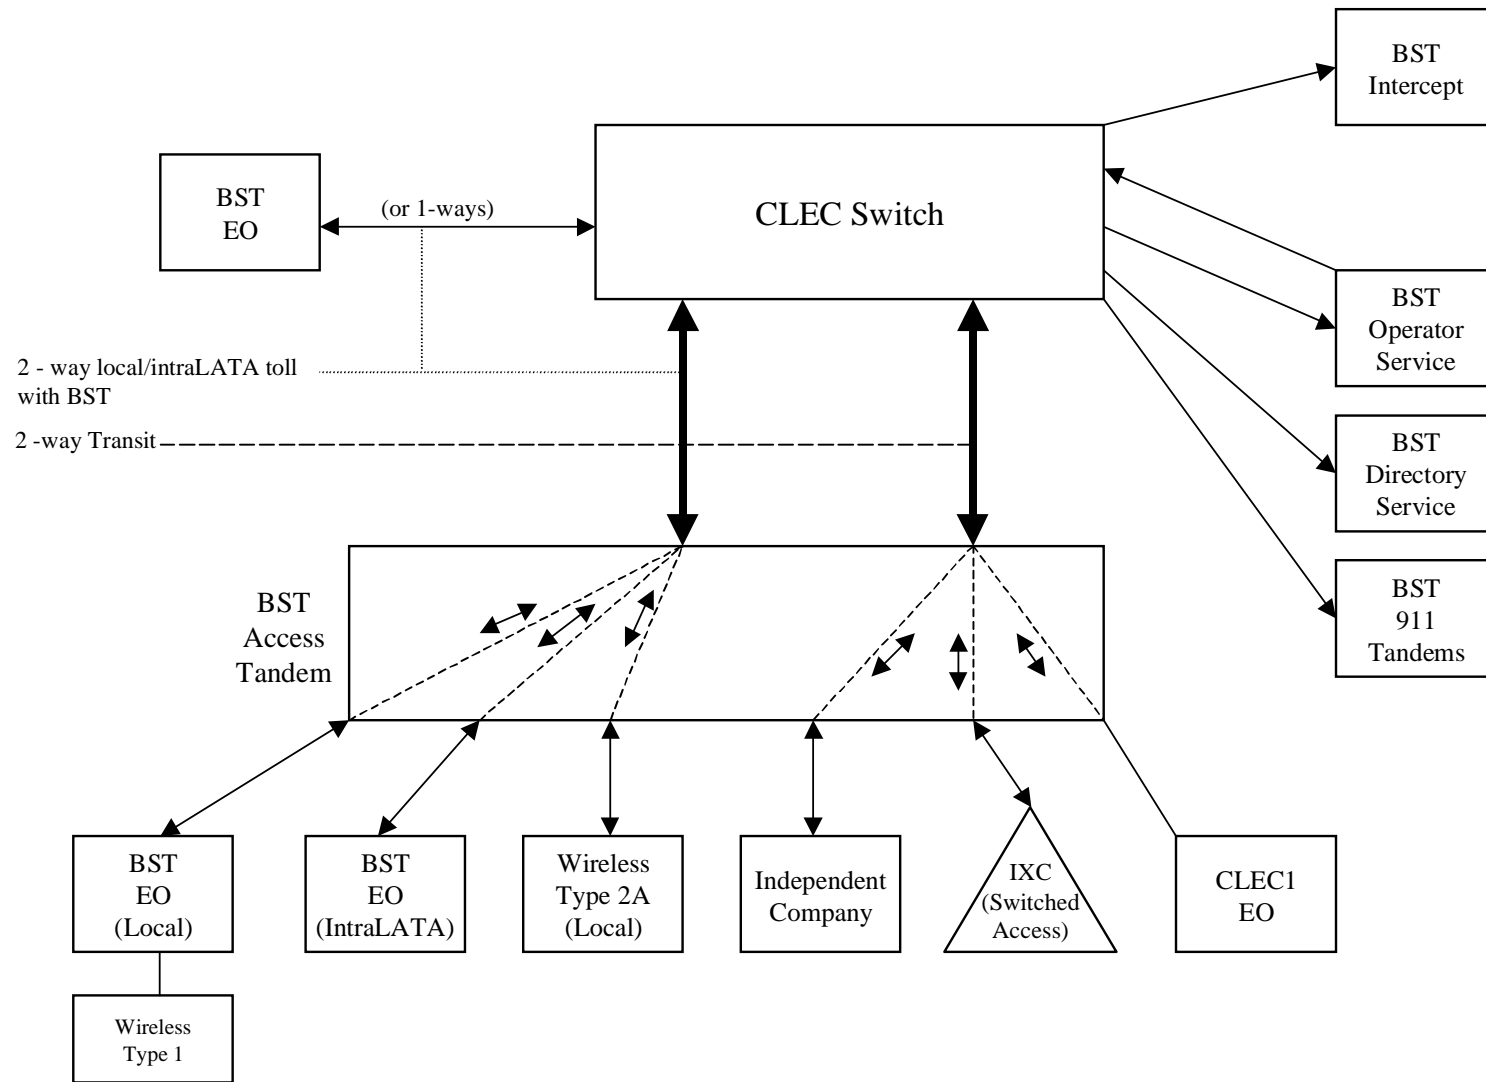 BST
Intercept
BST
EO
(or 1-ways)
CLEC Switch
BST
Operator
Service
2 - way local/intraLATA toll
with BST
2 -way Transit
BST
Directory
Service
BST
911
Tandems
BST
Access
Tandem
BST
EO
(Local)
BST
EO
(IntraLATA)
Wireless
Type 2A
(Local)
Independent
Company
IXC
(Switched
Access)
CLEC1
EO
Wireless
Type 1